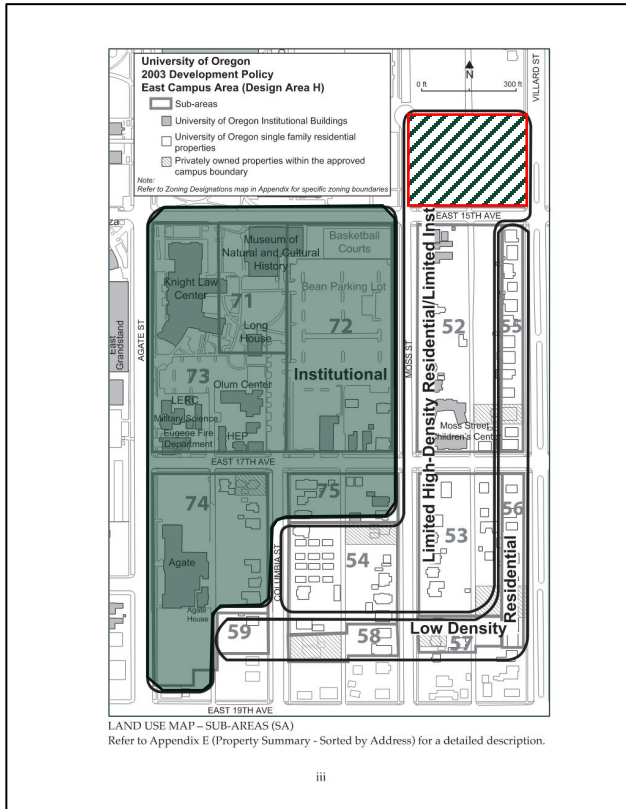 University of Oregon
2003 Development Policy
East Campus Area (Design Area H)
Sub-areas
University of Oregon Institutional Buildings
University of Oregon single family residential
properties
Privately owned properties within the approved
campus boundary
Note:
Refer to Zoning Designations map in Appendix for specific zoning boundaries
N
0 ft
300 ft
VILLARD ST
EAST 15TH AVE
Museum of
Natural and Cultural
History
Basketball
Courts
Knight Law
Center
71
Bean Parking Lot
Long
House
72
52
55
AGATE ST
East
Grandstand
MOSS ST
Limited High-Density Residential/Limited Inst
73
Olum Center
Institutional
LERC
Military Science
Eugene Fire
Department
HEP
Moss Street
Children's Center
EAST 17TH AVE
74
75
56
53
54
Agate
COLUMBIA ST
Residential
Agate
House
59
58
Low Density
57
EAST 19TH AVE
LAND USE MAP – SUB-AREAS (SA)
Refer to Appendix E (Property Summary - Sorted by Address) for a detailed description.
iii